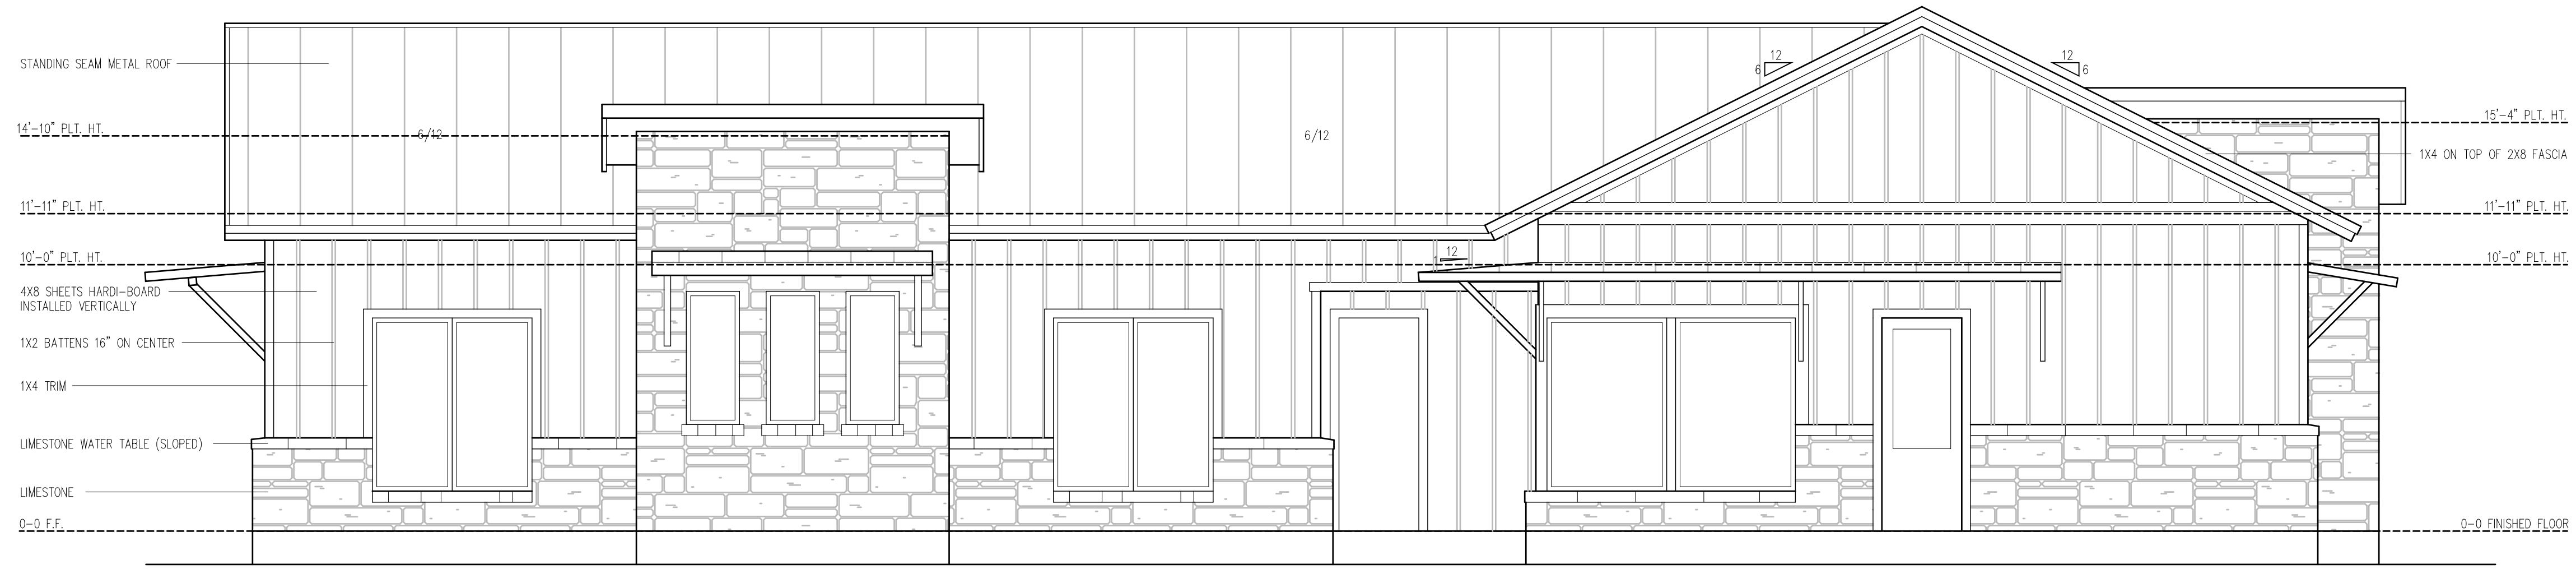 STANDING SEAM METAL ROOF
14'-10" PLT. HT.
6/12
11'-11" PLT. HT.
10'-0" PLT. HT.
4X8 SHEETS HARDI-BOARD
INSTALLED VERTICALLY
1X2 BATTENS 16" ON CENTER
1X4 TRIM
LIMESTONE WATER TABLE (SLOPED)
LIMESTONE
0-0 F.F.
6/12
12
1
12
6
12
6
15'-4" PLT. HT.
1X4 ON TOP OF 2X8 FASCIA
11'-11" PLT. HT.
10'-0" PLT. HT.
0-0 FINISHED FLOOR